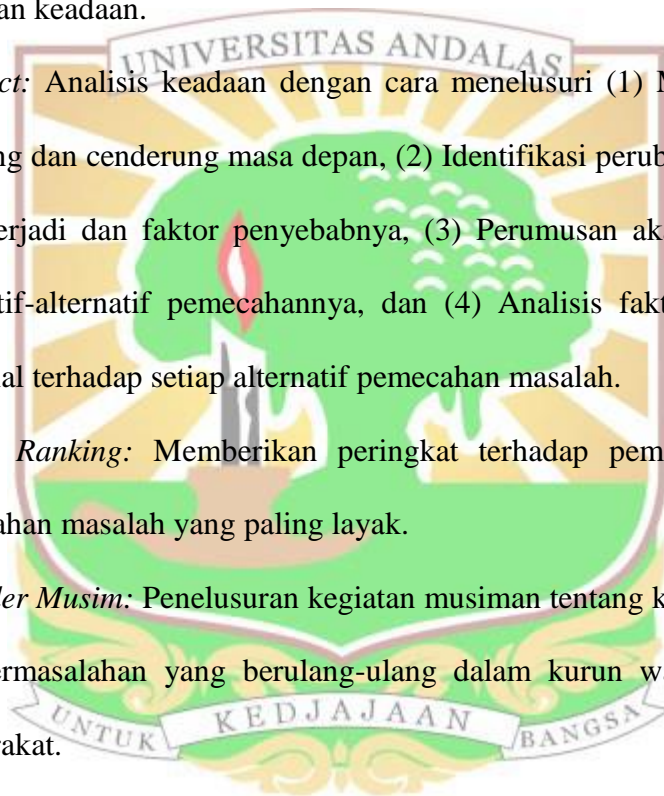 an keadaan.
UNIVERSITAS ANDALAS
ct: Analisis keadaan dengan cara menelusuri (1) M
ng dan cenderung masa depan, (2) Identifikasi perub
erjadi dan faktor penyebabnya, (3) Perumusan ak
tif-alternatif pemecahannya, dan (4) Analisis fakt
al terhadap setiap alternatif pemecahan masalah.
Ranking: Memberikan peringkat terhadap pem
ahan masalah yang paling layak.
der Musim: Penelusuran kegiatan musiman tentang k
ermasalahan yang berulang-ulang dalam kurun wa
UNTUK KEDJAJAAN BANGSA
rakat.